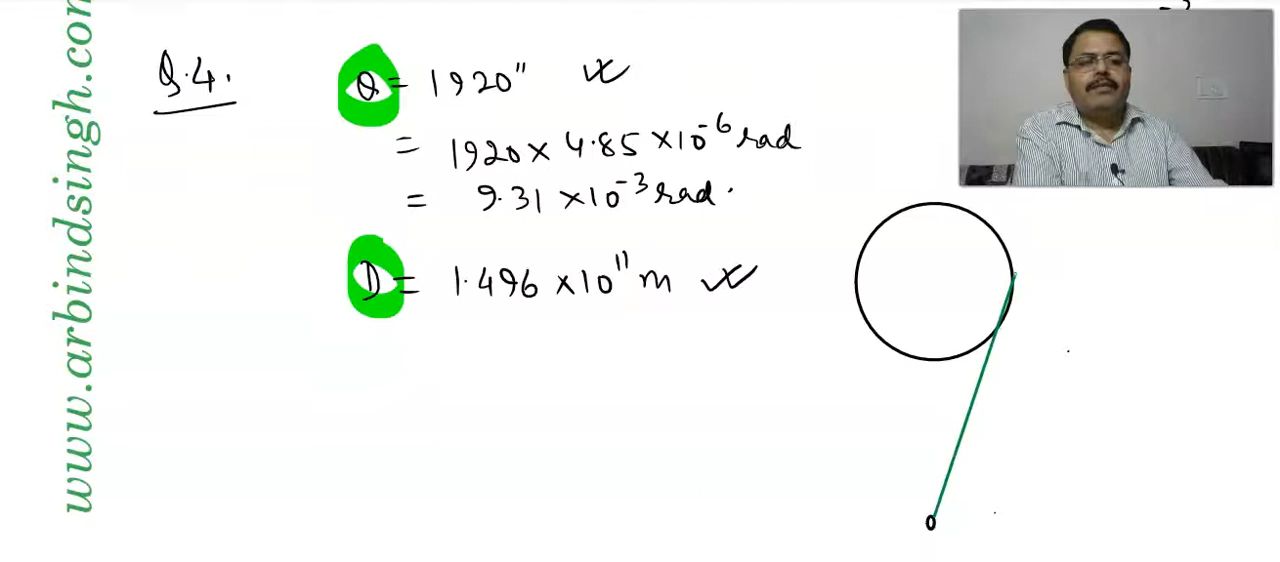 www.arbindsingh.com
Q.4.
θ = 1920"
= 1920 × 4.85 × 10⁻⁶ rad
= 9.31 × 10⁻³ rad.
D = 1.496 × 10¹¹ m
O